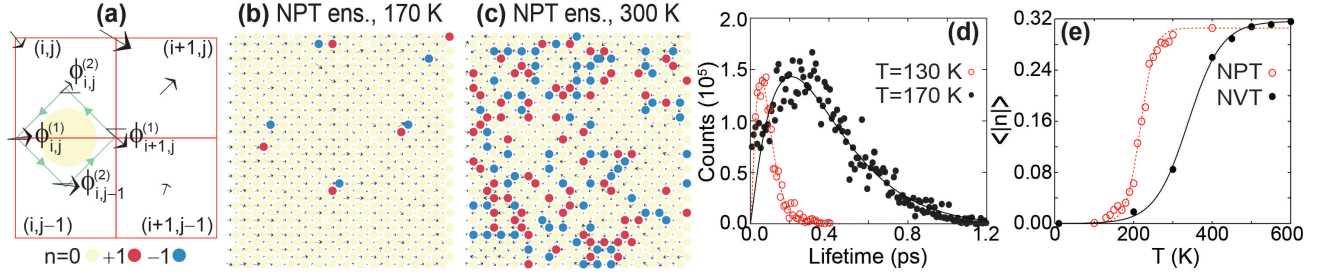 (a)
(i,j)
(i+1,j)
ϕ(2)i,j
ϕ(1)i,j
ϕ(1)i+1,j
ϕ(2)i,j−1
(i,j−1)
(i+1,j−1)
n=0 +1 −1
(b) NPT ens., 170 K
(c) NPT ens., 300 K
(d)
Counts (10^5)
2.0
1.5
1.0
0.5
0.0
T=130 K
T=170 K
0.0 0.4 0.8 1.2
Lifetime (ps)
(e)
<|n|>
0.32
0.24
0.16
0.08
0.00
NPT
NVT
0 200 400 600
T (K)